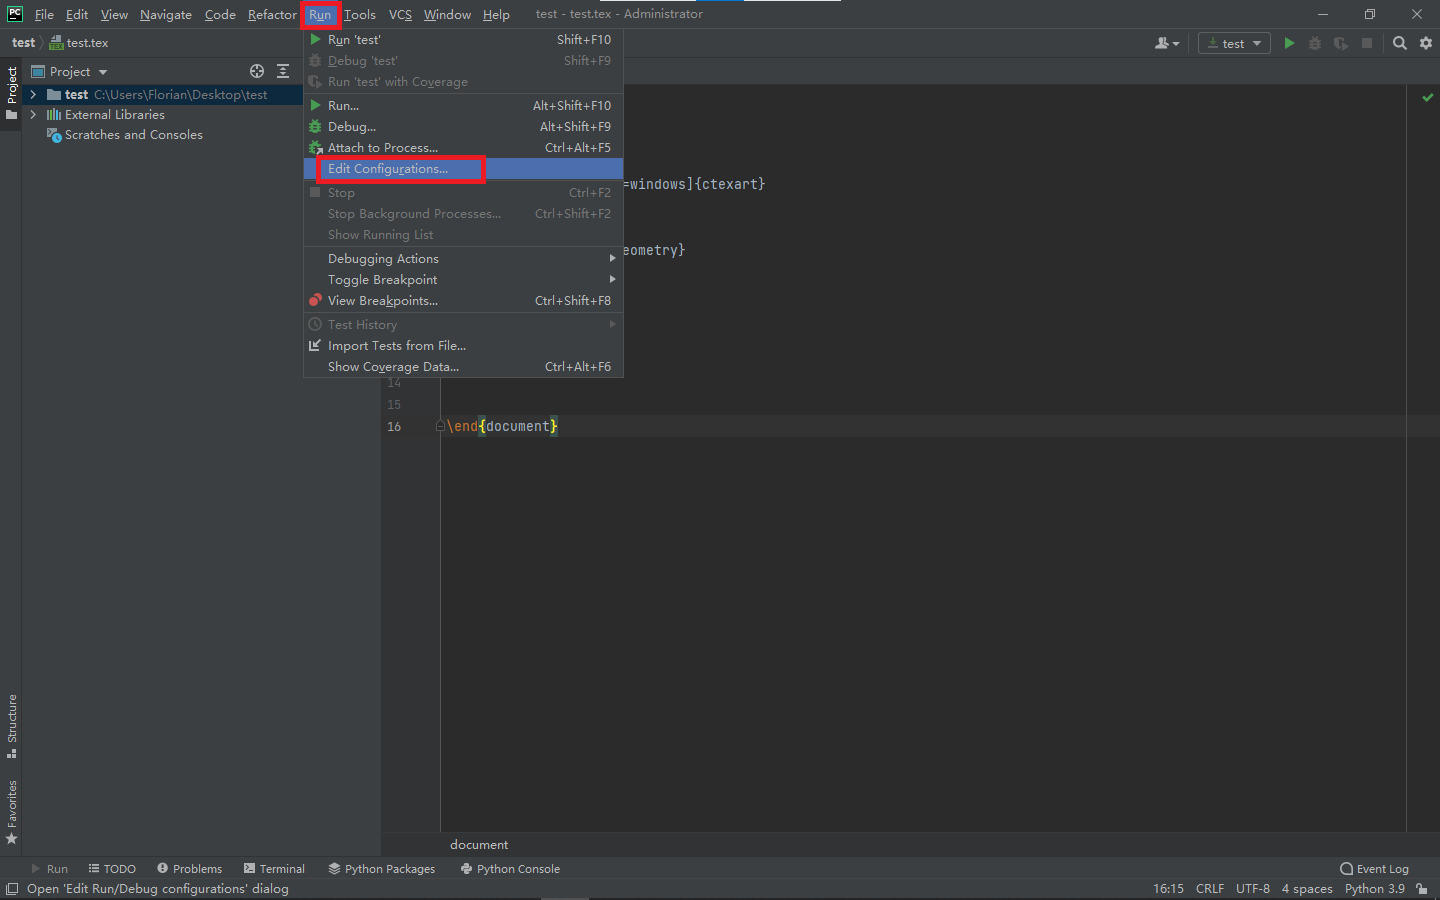 PC File Edit View Navigate Code Refactor Run Tools VCS Window Help test - test.tex - Administrator
test test.tex test
Project
Project
test C:\Users\Florian\Desktop\test
External Libraries
Scratches and Consoles
Run 'test' Shift+F10
Debug 'test' Shift+F9
Run 'test' with Coverage
Run... Alt+Shift+F10
Debug... Alt+Shift+F9
Attach to Process... Ctrl+Alt+F5
Edit Configurations...
Stop Ctrl+F2
Stop Background Processes... Ctrl+Shift+F2
Show Running List
Debugging Actions
Toggle Breakpoint
View Breakpoints... Ctrl+Shift+F8
Test History
Import Tests from File...
Show Coverage Data... Ctrl+Alt+F6
=windows]{ctexart}
eometry}
14
15
16 \end{document}
Structure
Favorites
document
Run TODO Problems Terminal Python Packages Python Console Event Log
Open 'Edit Run/Debug configurations' dialog 16:15 CRLF UTF-8 4 spaces Python 3.9